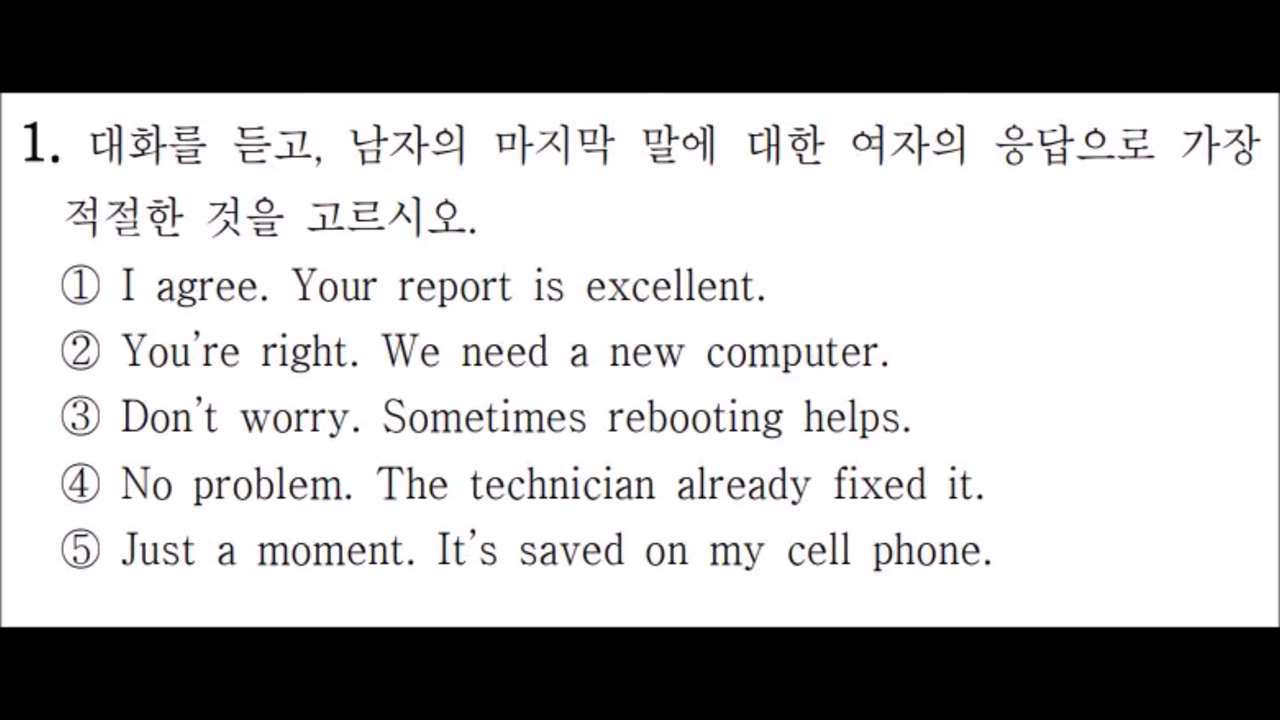 1. 대화를 듣고, 남자의 마지막 말에 대한 여자의 응답으로 가장
적절한 것을 고르시오.
① I agree. Your report is excellent.
② You're right. We need a new computer.
③ Don't worry. Sometimes rebooting helps.
④ No problem. The technician already fixed it.
⑤ Just a moment. It's saved on my cell phone.